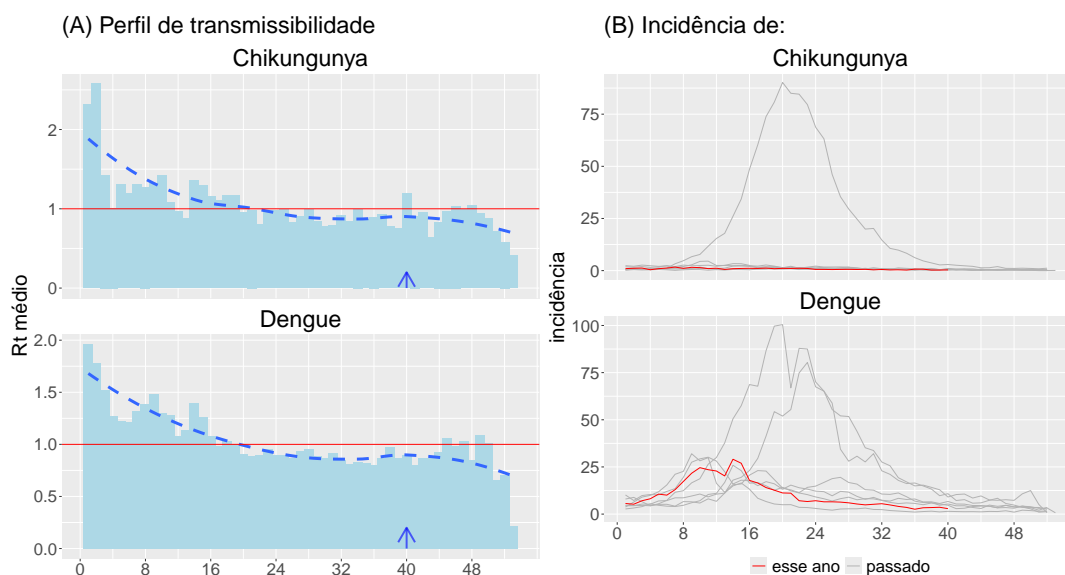 (A) Perfil de transmissibilidade
Chikungunya
2
1
0
Dengue
2.0
1.5
1.0
0.5
0.0
0 8 16 24 32 40 48
Rt médio
(B) Incidência de:
Chikungunya
75
50
25
0
Dengue
100
75
50
25
0
0 8 16 24 32 40 48
incidência
esse ano passado